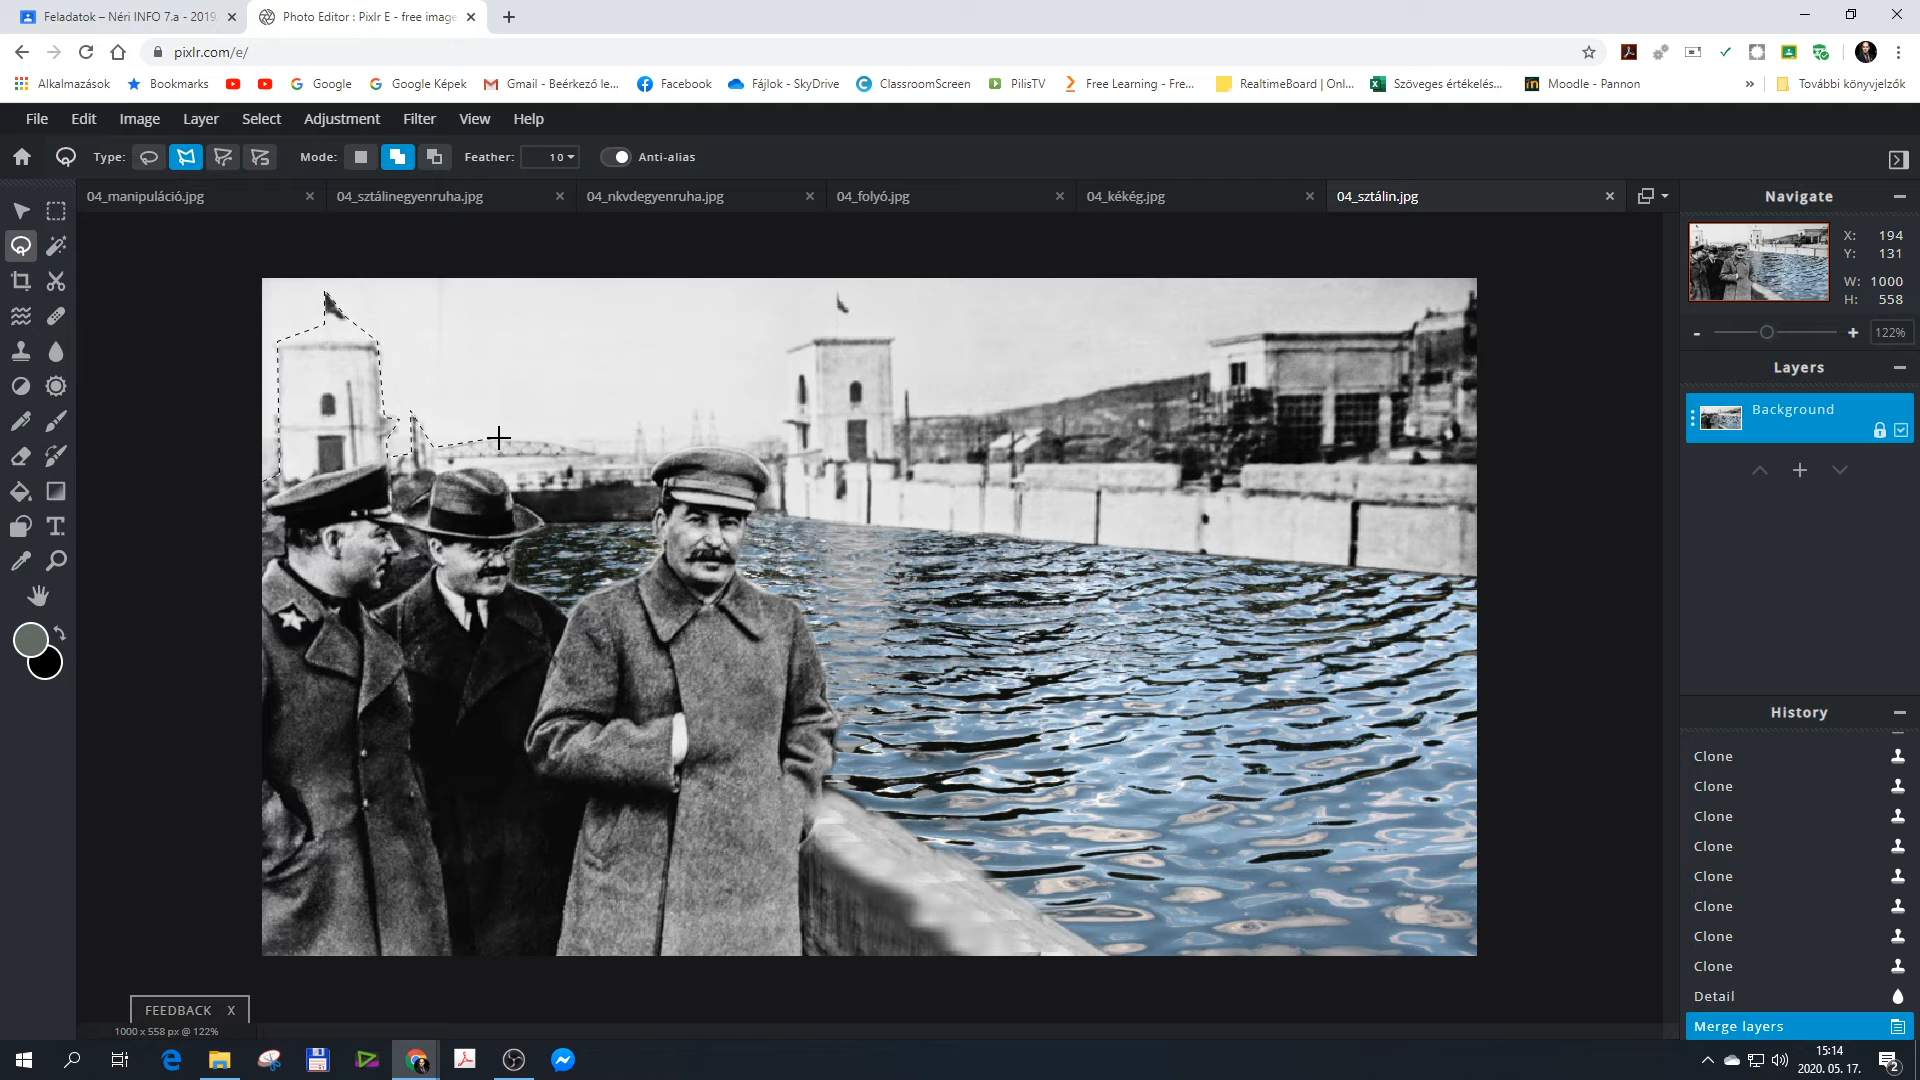 Feladatok – Néri INFO 7.a - 2019
Photo Editor : Pixlr E - free image
pixlr.com/e/
Alkalmazások
Bookmarks
Google
Google Képek
Gmail - Beérkező le...
Facebook
Fájlok - SkyDrive
ClassroomScreen
PilisTV
Free Learning - Fre...
RealtimeBoard | Onl...
Szöveges értékelés...
Moodle - Pannon
»
További könyvjelzők
File Edit Image Layer Select Adjustment Filter View Help
Type: Mode: Feather: 10 Anti-alias
04_manipuláció.jpg
04_sztálinegyenruha.jpg
04_nkvdegyenruha.jpg
04_folyó.jpg
04_kékég.jpg
04_sztálin.jpg
Navigate
X: 194
Y: 131
W: 1000
H: 558
- + 122%
Layers
Background
History
Clone
Clone
Clone
Clone
Clone
Clone
Clone
Clone
Detail
Merge layers
FEEDBACK X
1000 x 558 px @ 122%
15:14
2020. 05. 17.
2